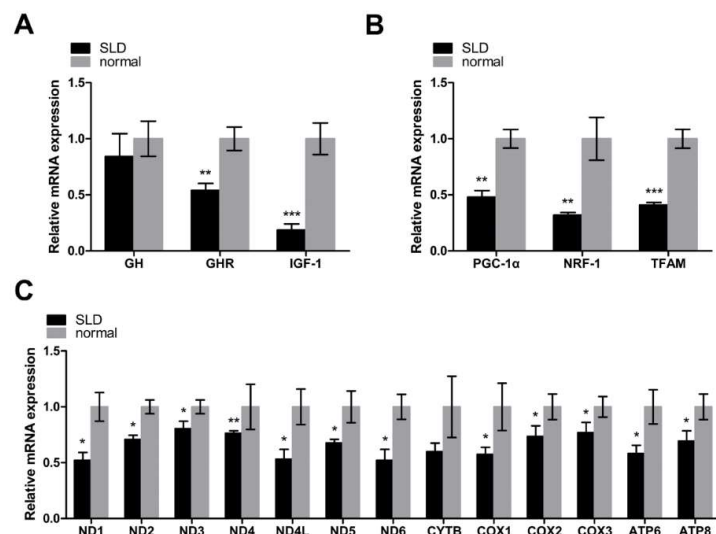 A
SLD
normal
Relative mRNA expression
1.5
1.0
0.5
0.0
**
***
GH
GHR
IGF-1
B
SLD
normal
Relative mRNA expression
1.5
1.0
0.5
0.0
**
**
***
PGC-1α
NRF-1
TFAM
C
SLD
normal
Relative mRNA expression
1.5
1.0
0.5
0.0
*
*
*
**
*
*
*
*
*
*
*
*
ND1
ND2
ND3
ND4
ND4L
ND5
ND6
CYTB
COX1
COX2
COX3
ATP6
ATP8